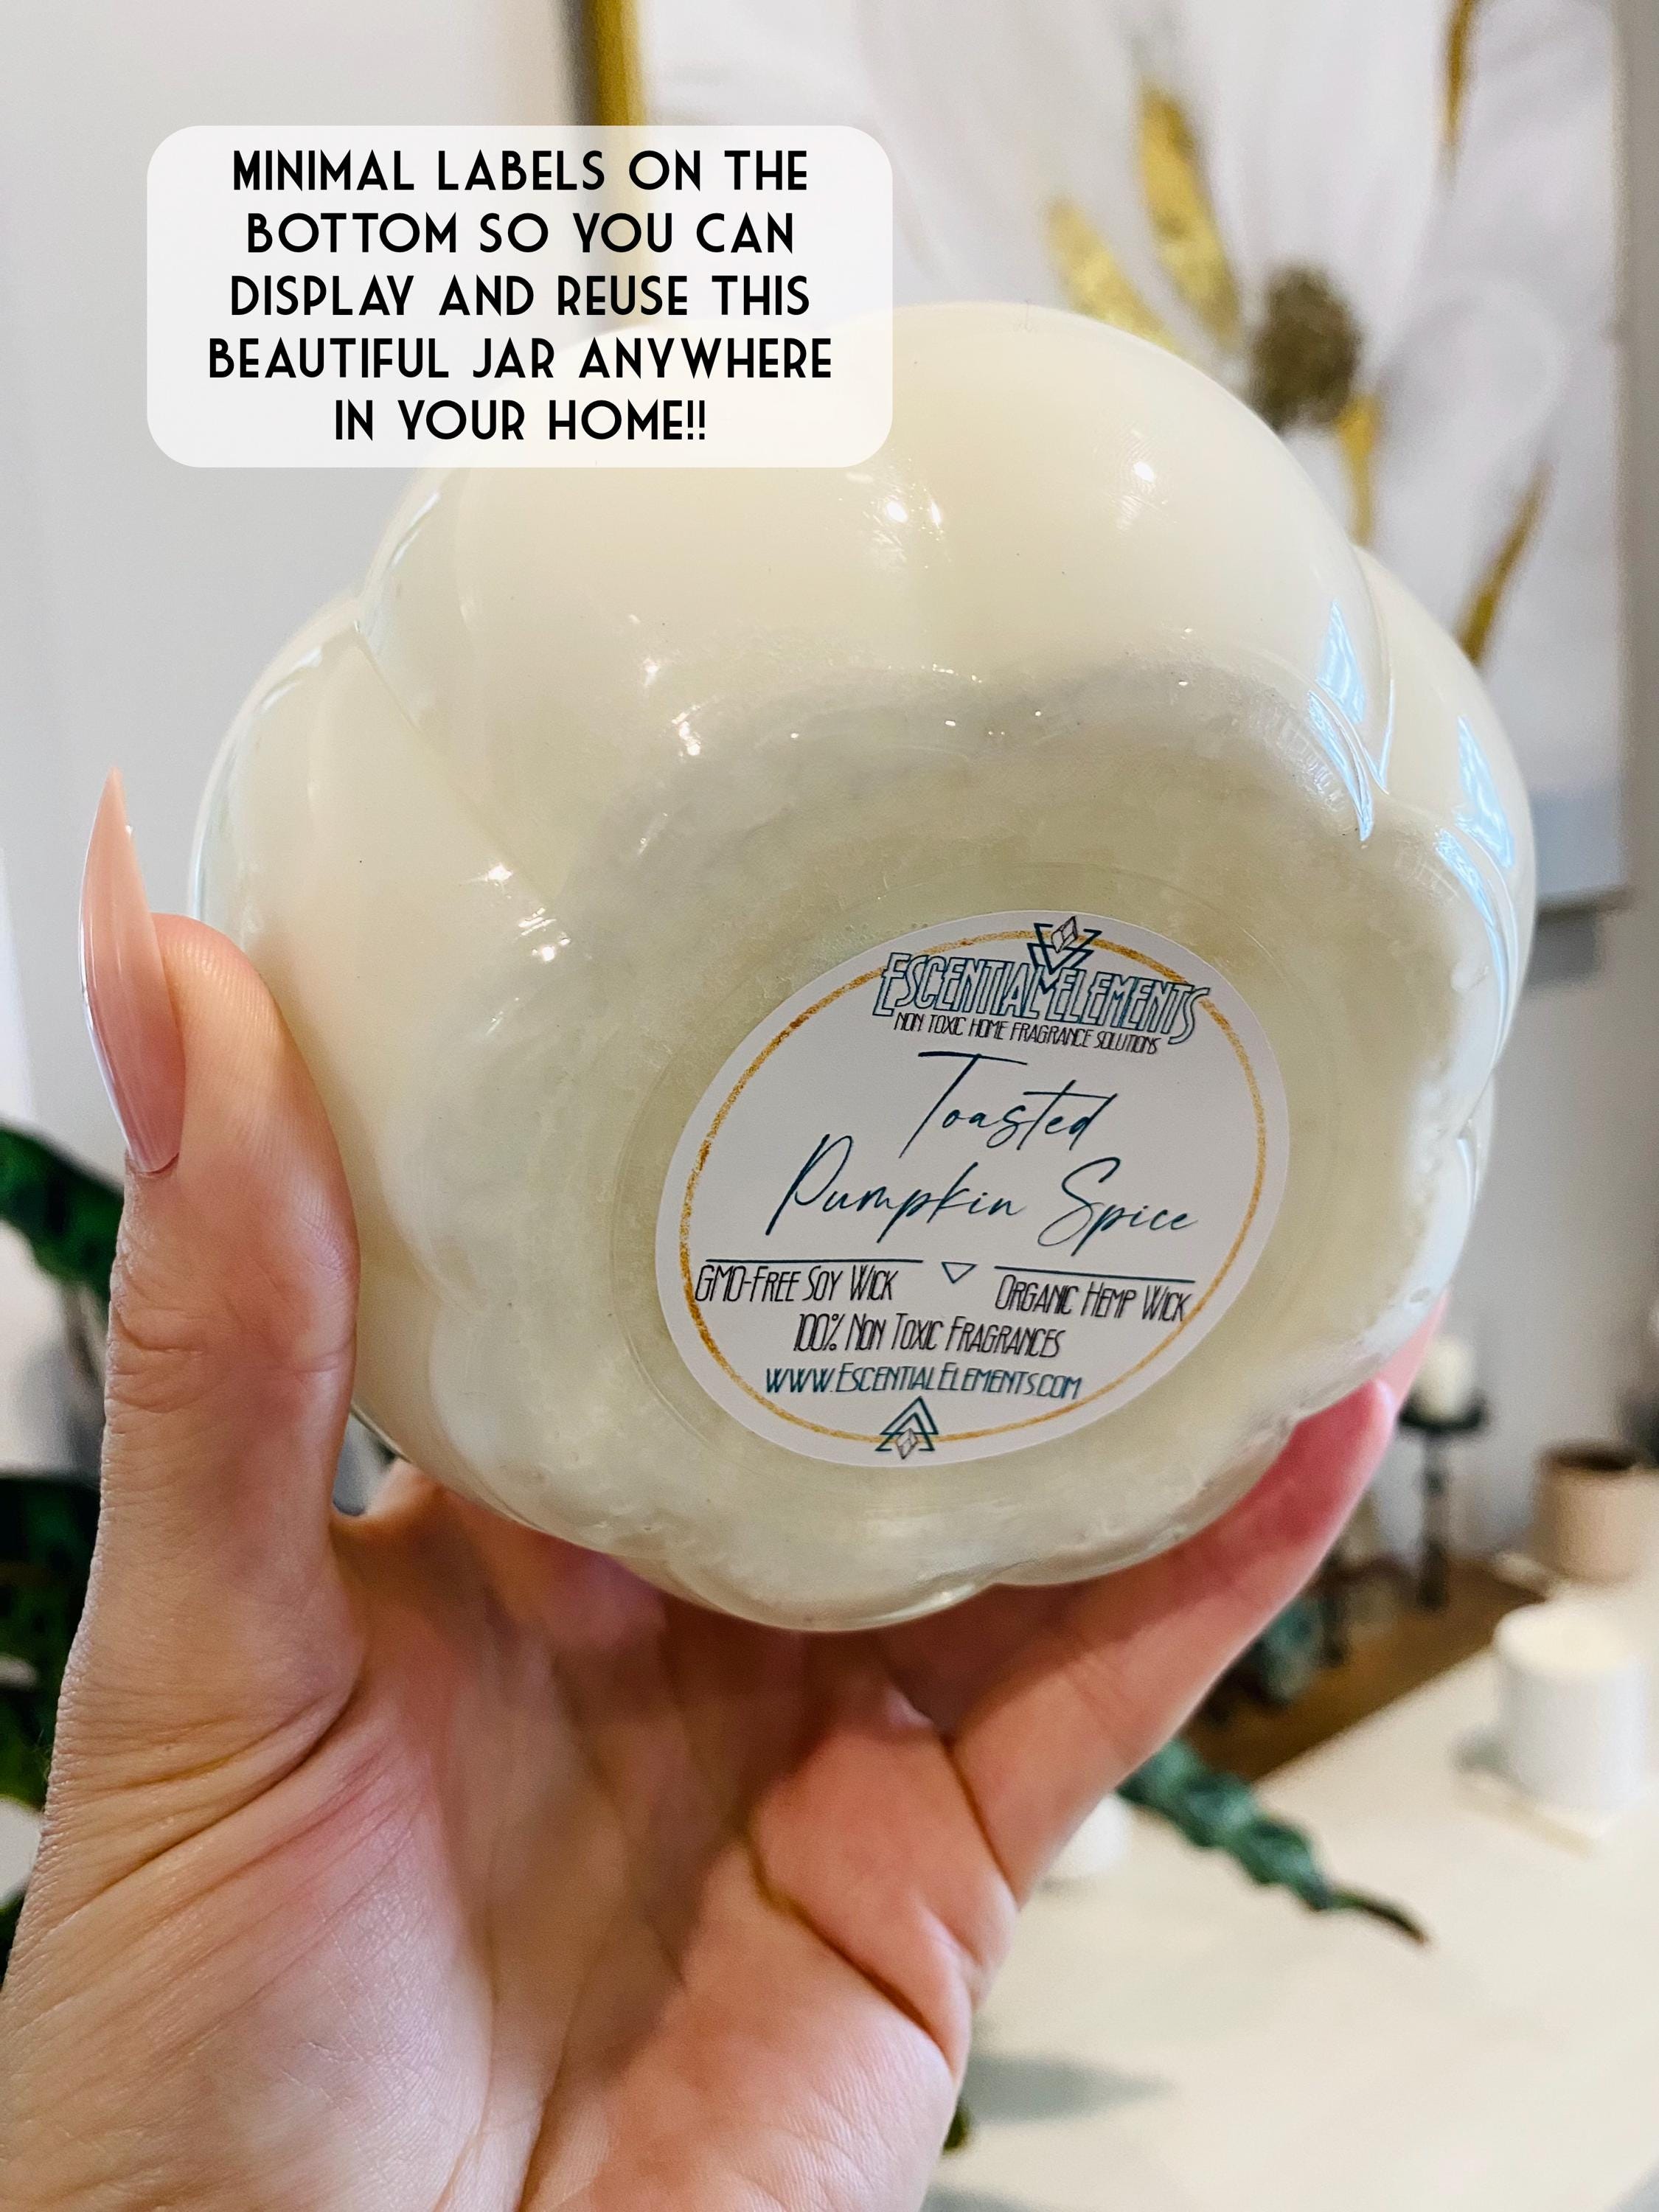 MINIMAL LABELS ON THE
BOTTOM SO YOU CAN
DISPLAY AND REUSE THIS
BEAUTIFUL JAR ANYWHERE
IN YOUR HOME!!
ESCENTIAL ELEMENTS
NON TOXIC HOME FRAGRANCE SOLUTIONS
Toasted
Pumpkin Spice
GMO-FREE SOY WICK ORGANIC HEMP WICK
100% NON TOXIC FRAGRANCES
WWW.ESCENTIALELEMENTS.COM